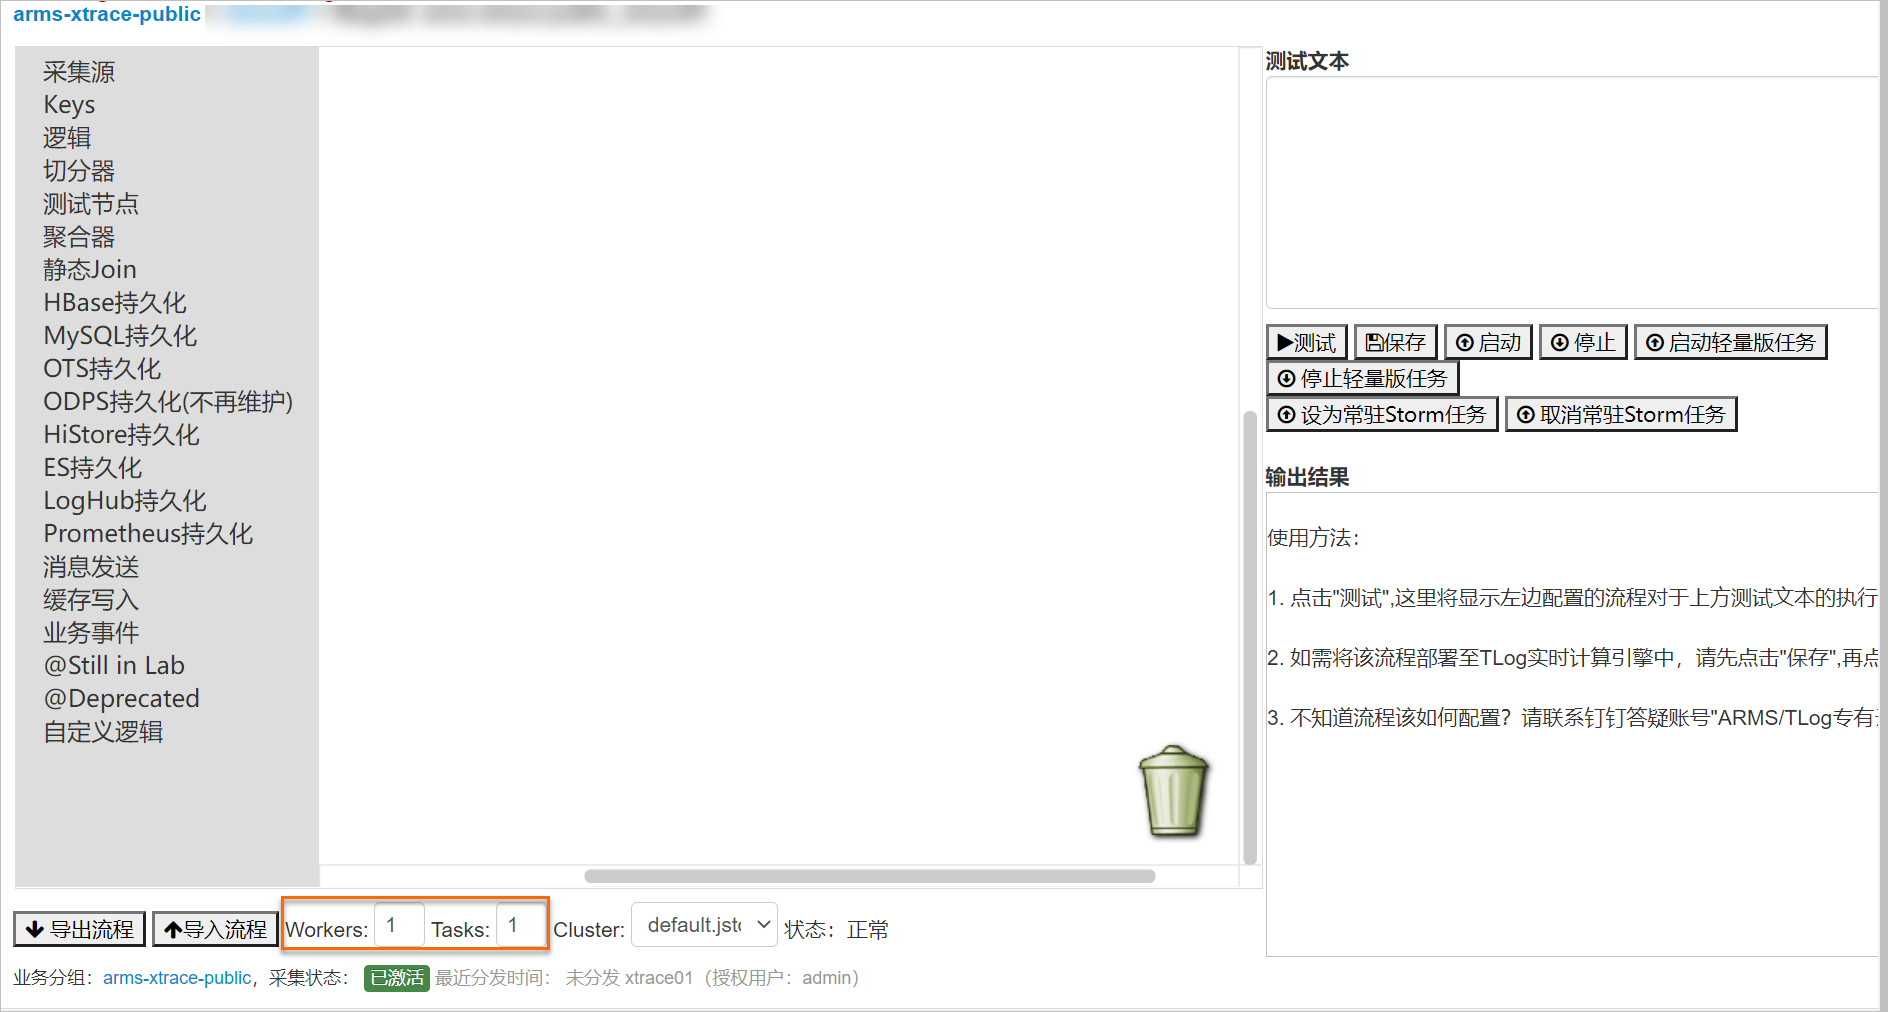 arms-xtrace-public
采集源
Keys
逻辑
切分器
测试节点
聚合器
静态Join
HBase持久化
MySQL持久化
OTS持久化
ODPS持久化(不再维护)
HiStore持久化
ES持久化
LogHub持久化
Prometheus持久化
消息发送
缓存写入
业务事件
@Still in Lab
@Deprecated
自定义逻辑
测试文本
测试 保存 启动 停止 启动轻量版任务
停止轻量版任务
设为常驻Storm任务 取消常驻Storm任务
输出结果
使用方法：
1. 点击"测试",这里将显示左边配置的流程对于上方测试文本的执行
2. 如需将该流程部署至TLog实时计算引擎中，请先点击"保存",再点
3. 不知道流程该如何配置？请联系钉钉答疑账号"ARMS/TLog专有
导出流程 导入流程 Workers: 1 Tasks: 1 Cluster: default.jstc 状态：正常
业务分组：arms-xtrace-public，采集状态： 已激活 最近分发时间： 未分发 xtrace01（授权用户：admin）